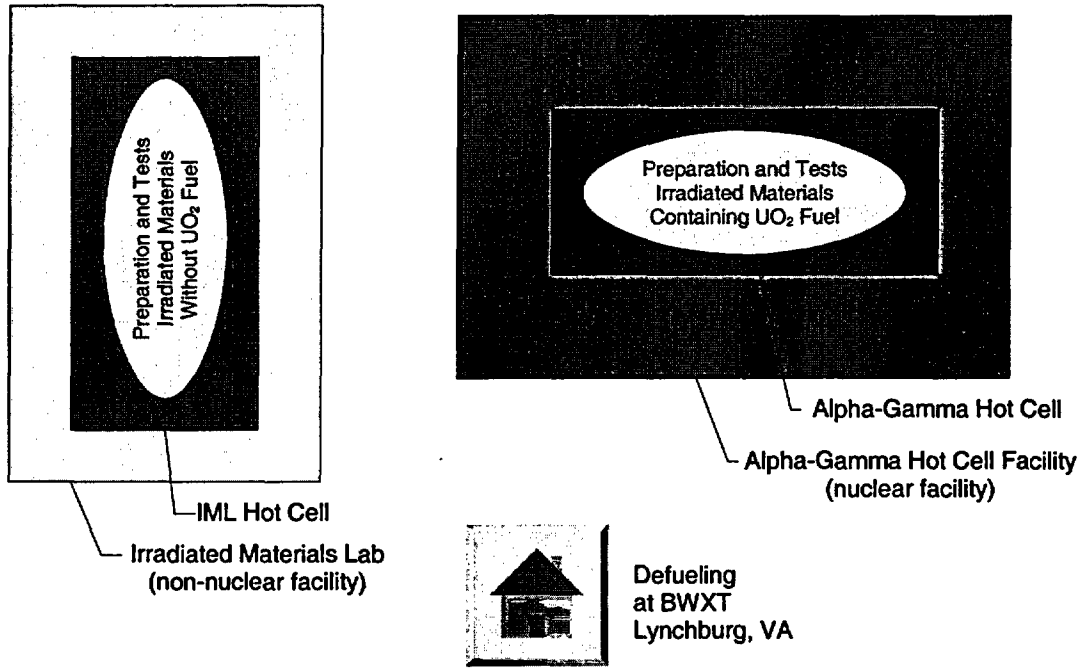 Preparation and Tests
Irradiated Materials
Without UO₂ Fuel
IML Hot Cell
Irradiated Materials Lab
(non-nuclear facility)
Preparation and Tests
Irradiated Materials
Containing UO₂ Fuel
Alpha-Gamma Hot Cell
Alpha-Gamma Hot Cell Facility
(nuclear facility)
Defueling
at BWXT
Lynchburg, VA